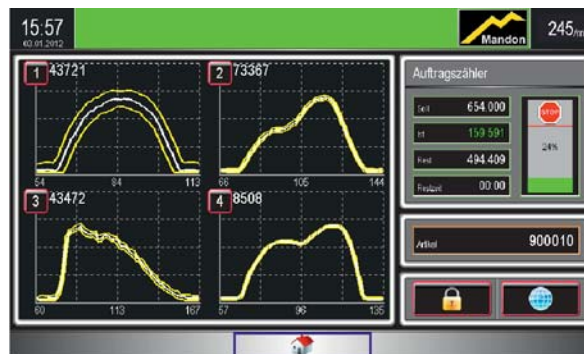 15:57
02.01.2012
Mandon
245/m
1 43721
54 84 113
2 73367
66 105 144
3 43472
60 113 167
4 8508
57 96 135
Auftragszähler
Soll 654.000
Ist 159.591
Rest 494.409
Restzeit 00:00
STOP
24%
Artikel 900010